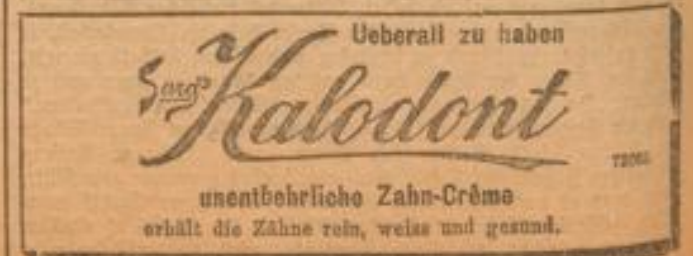 Ueberall zu haben
Sarg's Kalodont
unentbehrliche Zahn-Crême
erhält die Zähne rein, weiss und gesund.